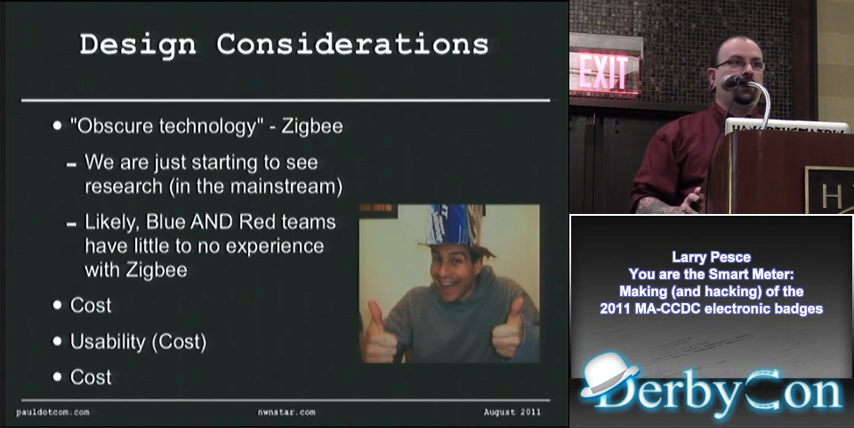 Design Considerations
"Obscure technology" - Zigbee
We are just starting to see
research (in the mainstream)
Likely, Blue AND Red teams
have little to no experience
with Zigbee
Cost
Usability (Cost)
Cost
pauldotcom.com
nwnstar.com
August 2011
EXIT
H
Larry Pesce
You are the Smart Meter:
Making (and hacking) of the
2011 MA-CCDC electronic badges
DerbyCon